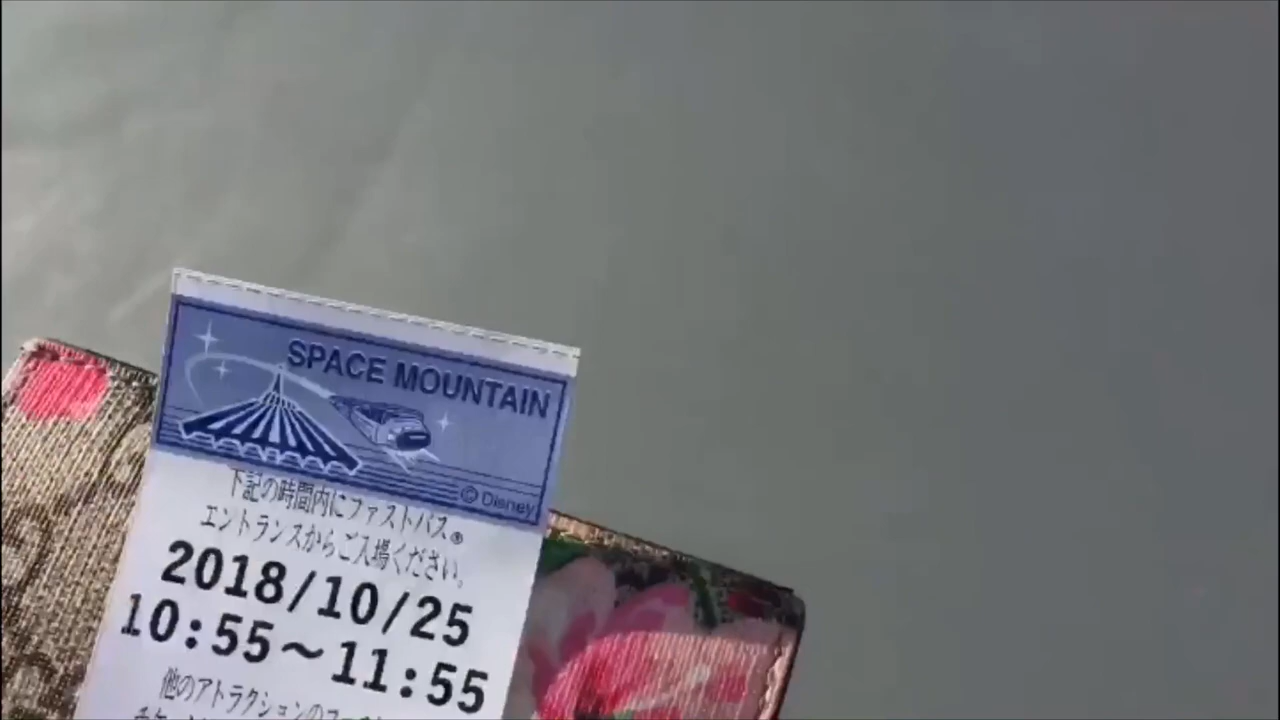 SPACE MOUNTAIN
© Disney
下記の時間内にファストパス®
エントランスからご入場ください。
2018/10/25
10:55～11:55
他のアトラクションの